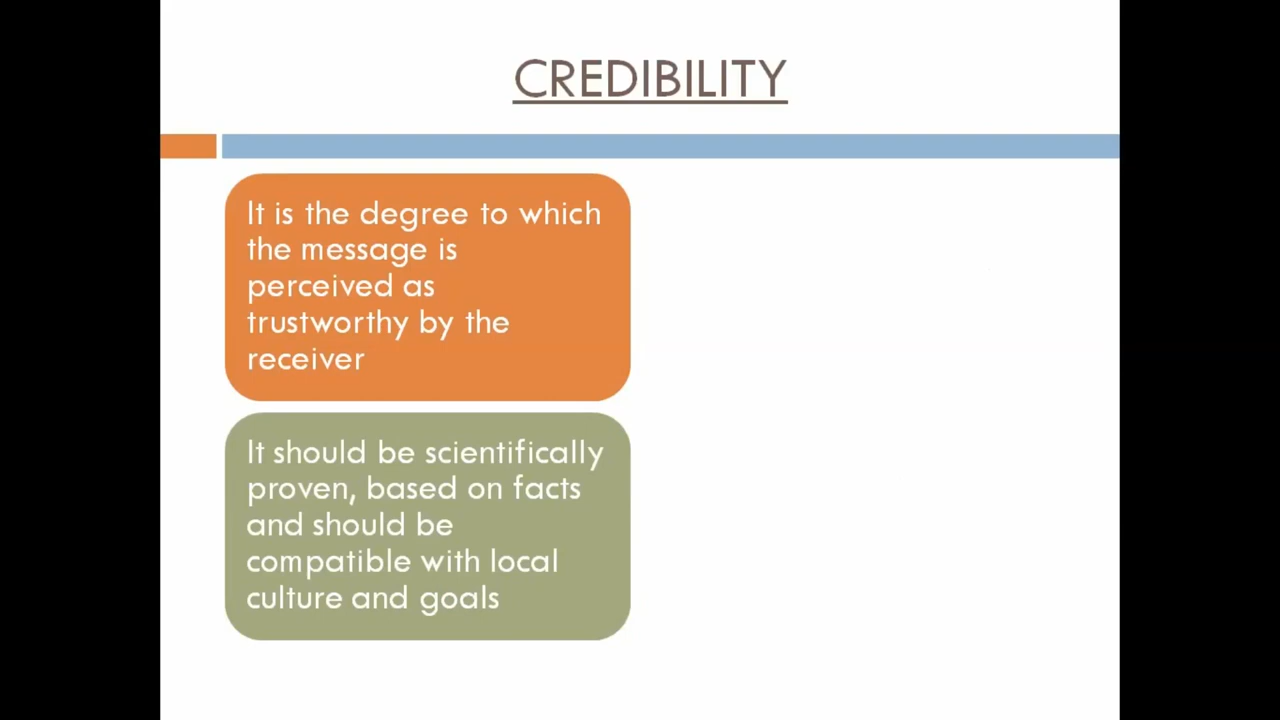 CREDIBILITY
It is the degree to which
the message is
perceived as
trustworthy by the
receiver
It should be scientifically
proven, based on facts
and should be
compatible with local
culture and goals